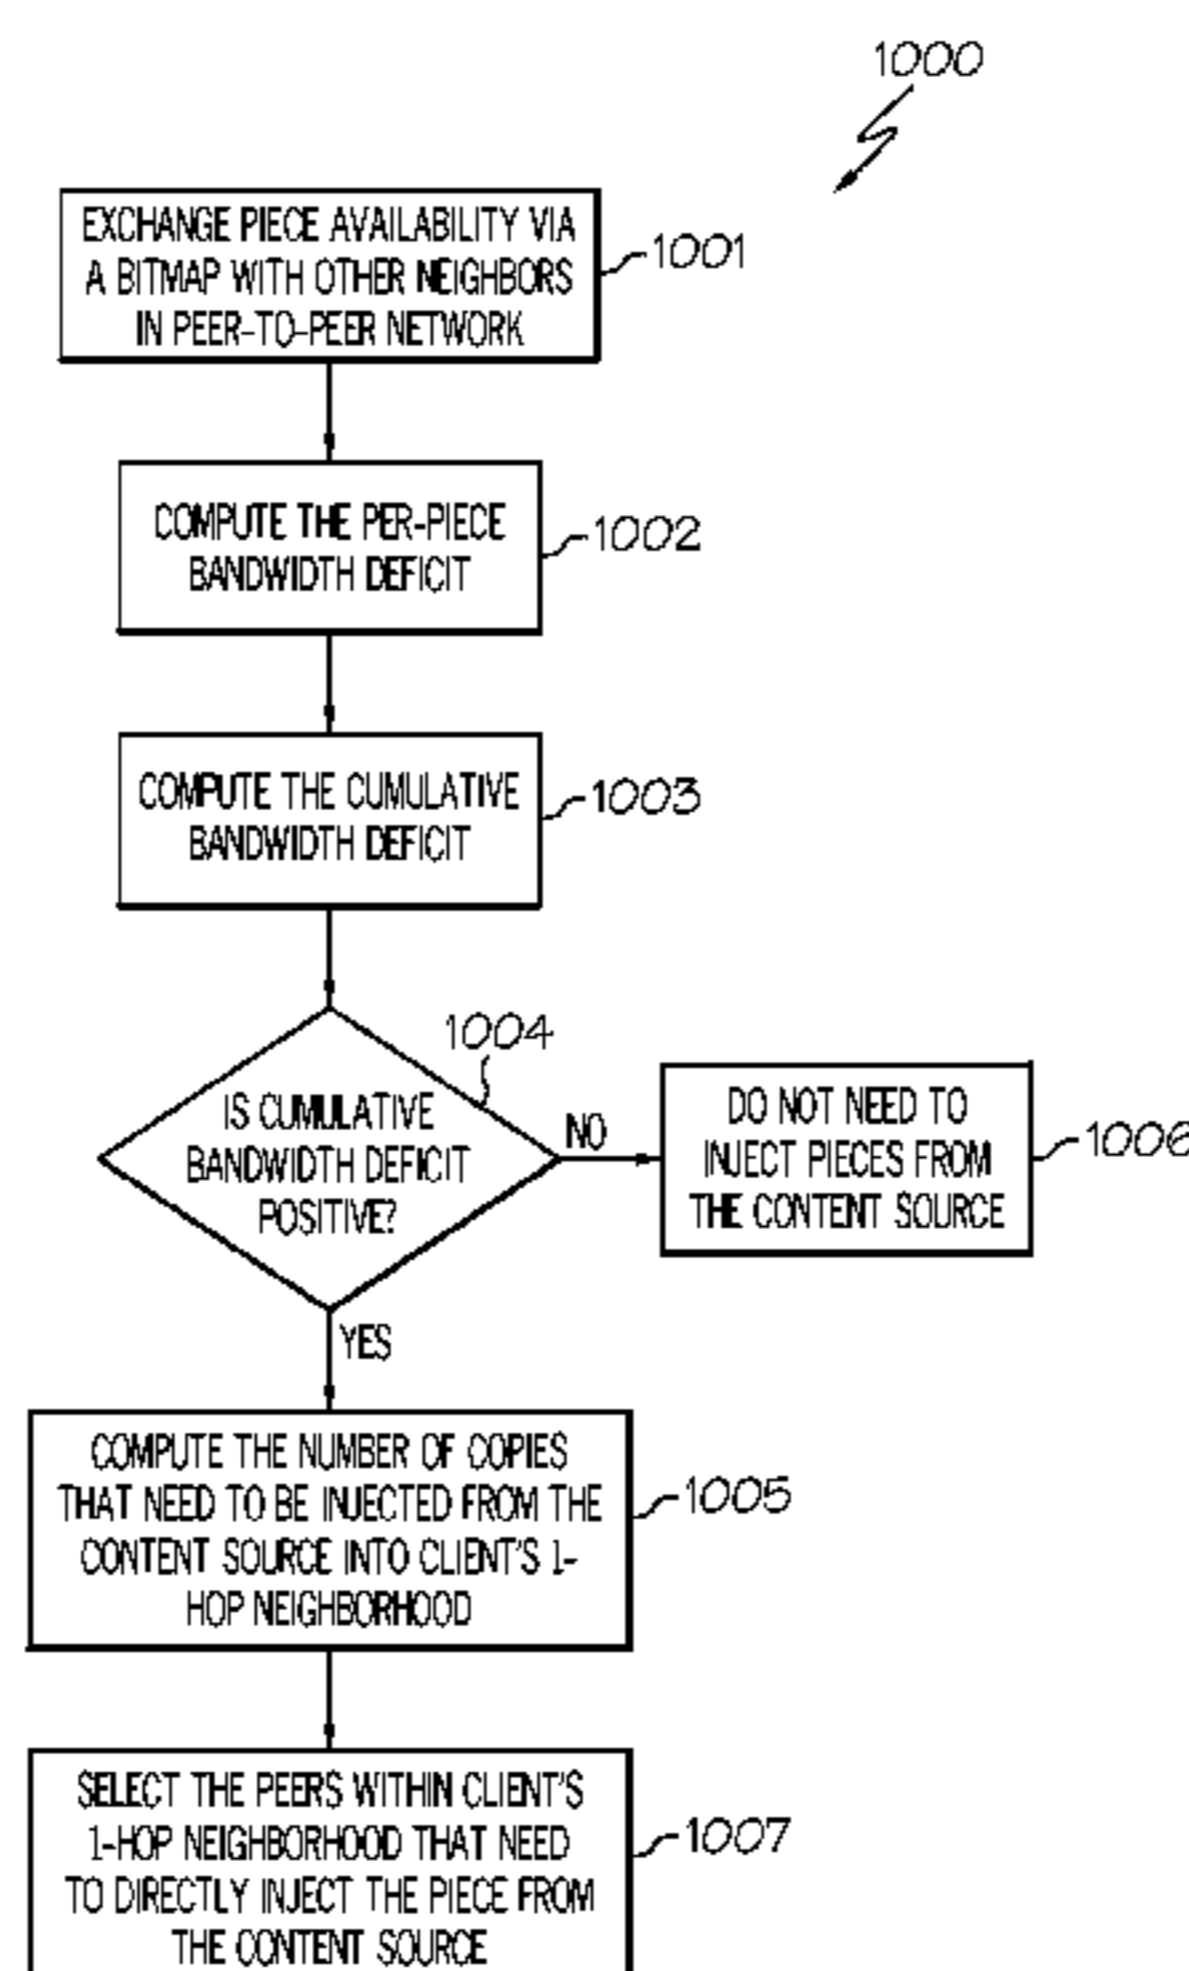 1000
EXCHANGE PIECE AVAILABILITY VIA
A BITMAP WITH OTHER NEIGHBORS
IN PEER-TO-PEER NETWORK
1001
COMPUTE THE PER-PIECE
BANDWIDTH DEFICIT
1002
COMPUTE THE CUMULATIVE
BANDWIDTH DEFICIT
1003
1004
IS CUMULATIVE
BANDWIDTH DEFICIT
POSITIVE?
NO
DO NOT NEED TO
INJECT PIECES FROM
THE CONTENT SOURCE
1006
YES
COMPUTE THE NUMBER OF COPIES
THAT NEED TO BE INJECTED FROM THE
CONTENT SOURCE INTO CLIENT'S 1-
HOP NEIGHBORHOOD
1005
SELECT THE PEERS WITHIN CLIENT'S
1-HOP NEIGHBORHOOD THAT NEED
TO DIRECTLY INJECT THE PIECE FROM
THE CONTENT SOURCE
1007